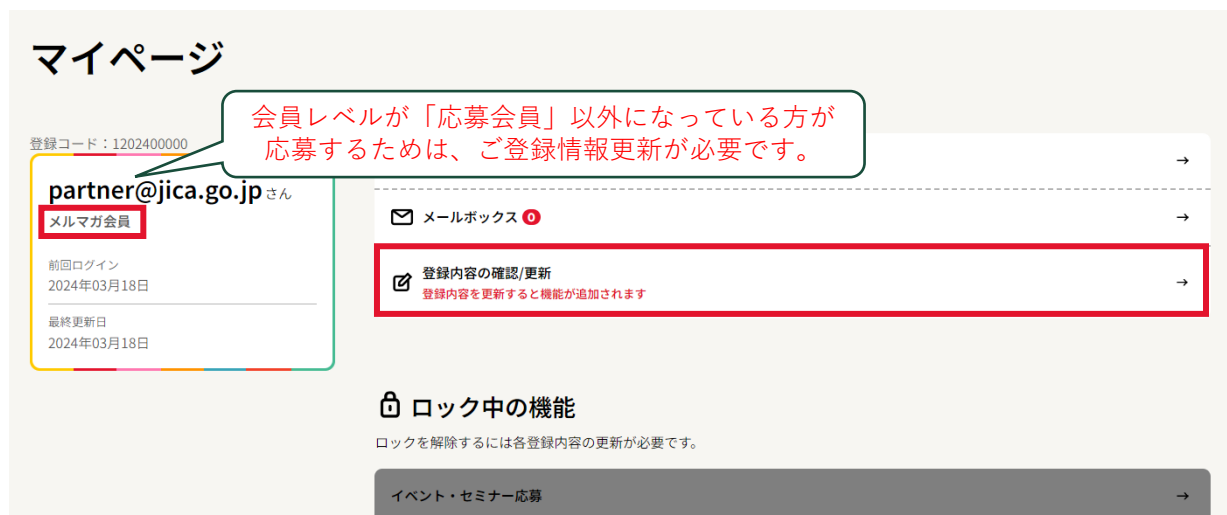 マイページ
会員レベルが「応募会員」以外になっている方が
応募するためは、ご登録情報更新が必要です。
登録コード：1202400000
partner@jica.go.jpさん
メルマガ会員
前回ログイン
2024年03月18日
最終更新日
2024年03月18日
→
メールボックス 0 →
登録内容の確認/更新
登録内容を更新すると機能が追加されます
→
ロック中の機能
ロックを解除するには各登録内容の更新が必要です。
イベント・セミナー応募 →